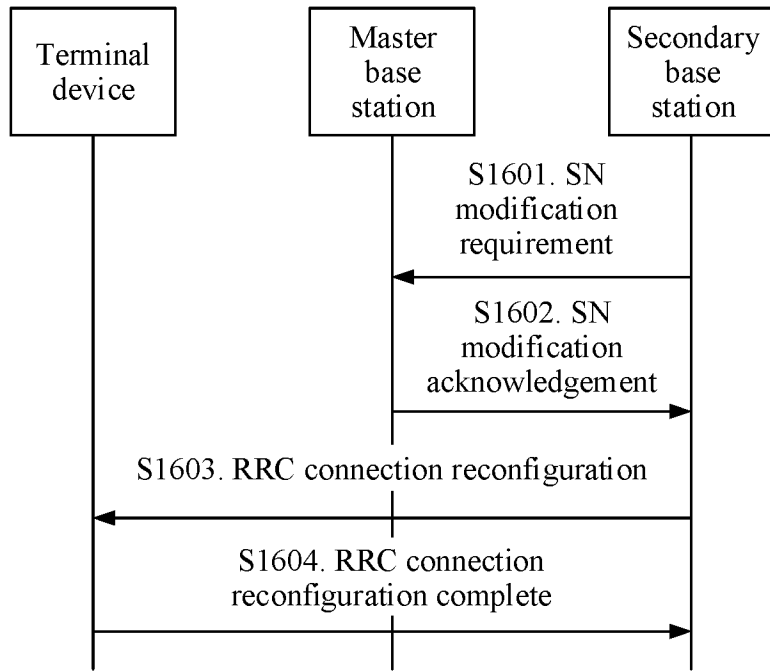 Terminal
device
Master
base
station
Secondary
base
station
S1601. SN
modification
requirement
S1602. SN
modification
acknowledgement
S1603. RRC connection reconfiguration
S1604. RRC connection
reconfiguration complete